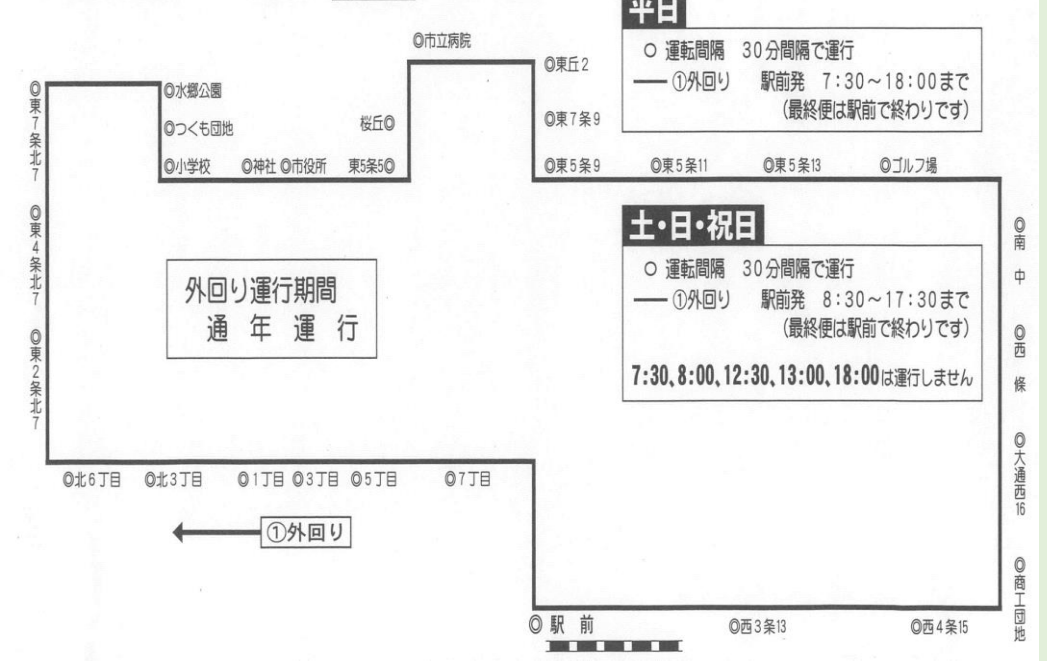 平日
○ 運転間隔 30分間隔で運行
── ①外回り 駅前発 7:30～18:00まで
(最終便は駅前で終わりです)
◎市立病院
◎東丘2
◎東7条9
◎東5条9
◎東5条11
◎東5条13
◎ゴルフ場
◎水郷公園
◎つくも団地
桜丘◎
◎小学校
◎神社
◎市役所
東5条5◎
◎東7条北7
◎東4条北7
◎東2条北7
外回り運行期間
通年運行
土・日・祝日
○ 運転間隔 30分間隔で運行
── ①外回り 駅前発 8:30～17:30まで
(最終便は駅前で終わりです)
7:30、8:00、12:30、13:00、18:00は運行しません
◎南中
◎西條
◎大通西16
◎商工団地
◎北6丁目
◎北3丁目
◎1丁目
◎3丁目
◎5丁目
◎7丁目
①外回り
◎駅前
◎西3条13
◎西4条15